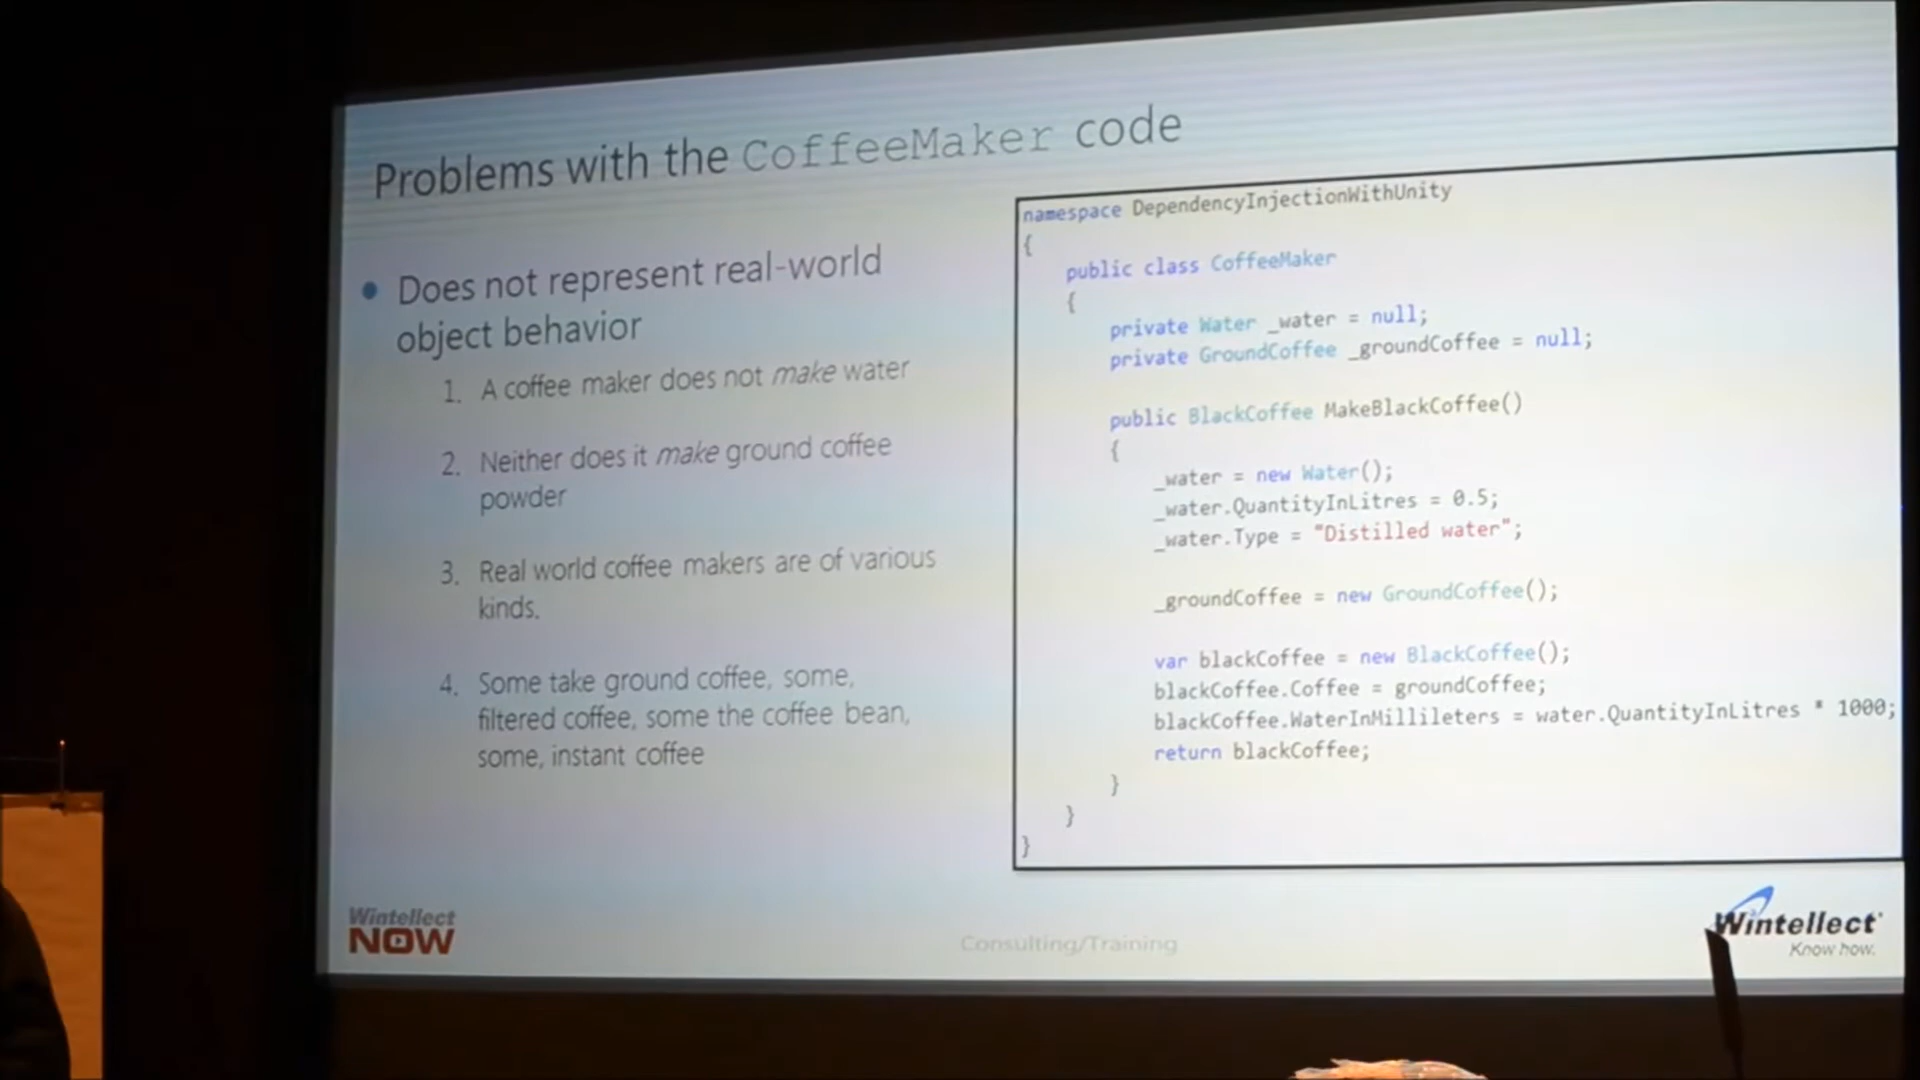 Problems with the CoffeeMaker code
• Does not represent real-world
object behavior
1. A coffee maker does not make water
2. Neither does it make ground coffee
powder
3. Real world coffee makers are of various
kinds.
4. Some take ground coffee, some,
filtered coffee, some the coffee bean,
some, instant coffee
namespace DependencyInjectionWithUnity
{
public class CoffeeMaker
{
private Water _water = null;
private GroundCoffee _groundCoffee = null;
public BlackCoffee MakeBlackCoffee()
{
_water = new Water();
_water.QuantityInLitres = 0.5;
_water.Type = "Distilled water";
_groundCoffee = new GroundCoffee();
var blackCoffee = new BlackCoffee();
blackCoffee.Coffee = groundCoffee;
blackCoffee.WaterInMillileters = water.QuantityInLitres * 1000;
return blackCoffee;
}
}
}
Wintellect
NOW
Consulting/Training
Wintellect
Know how.